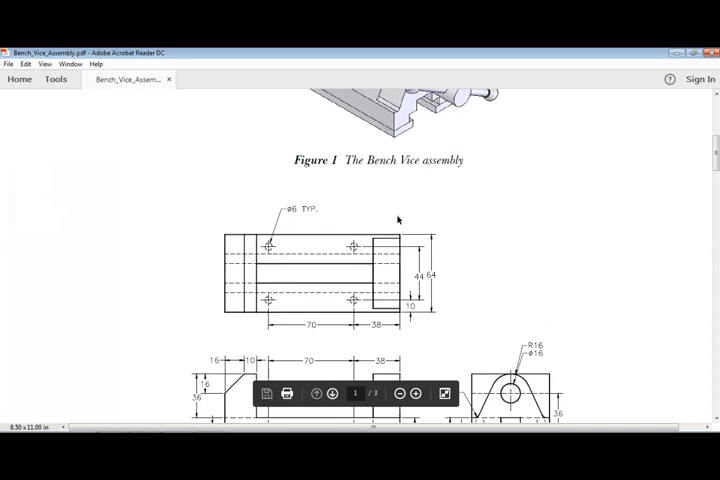 Bench_Vice_Assembly.pdf - Adobe Acrobat Reader DC
File Edit View Window Help
Home Tools Bench_Vice_Assem... × ? Sign In
Figure 1 The Bench Vice assembly
ø6 TYP.
44 64
10
70 38
16 10 70 38
R16
ø16
16
36
36
1 / 3
8.50 x 11.00 in